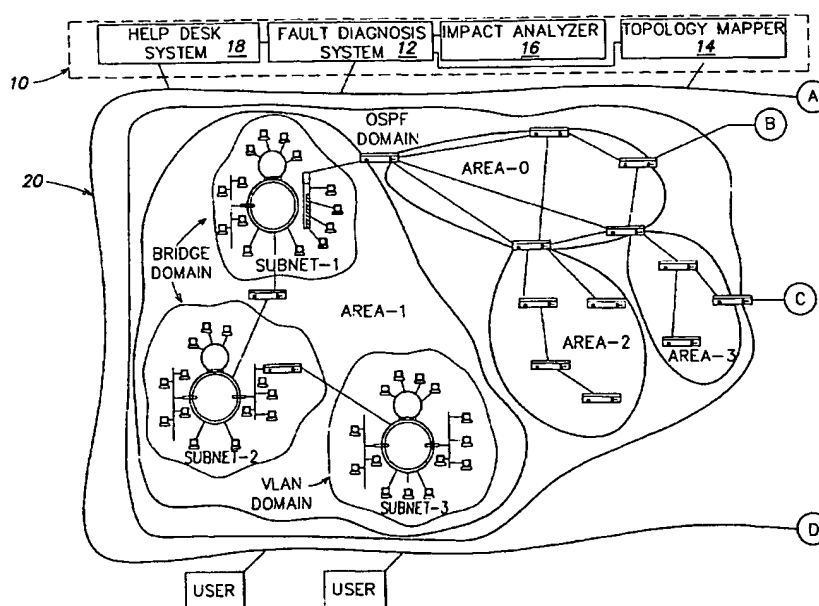 HELP DESK
SYSTEM 18
FAULT DIAGNOSIS
SYSTEM 12
IMPACT ANALYZER
16
TOPOLOGY MAPPER
14
10
A
OSPF
DOMAIN
B
AREA-0
20
BRIDGE
DOMAIN
SUBNET-1
C
AREA-1
AREA-2
AREA-3
SUBNET-2
VLAN
DOMAIN
SUBNET-3
D
USER
USER